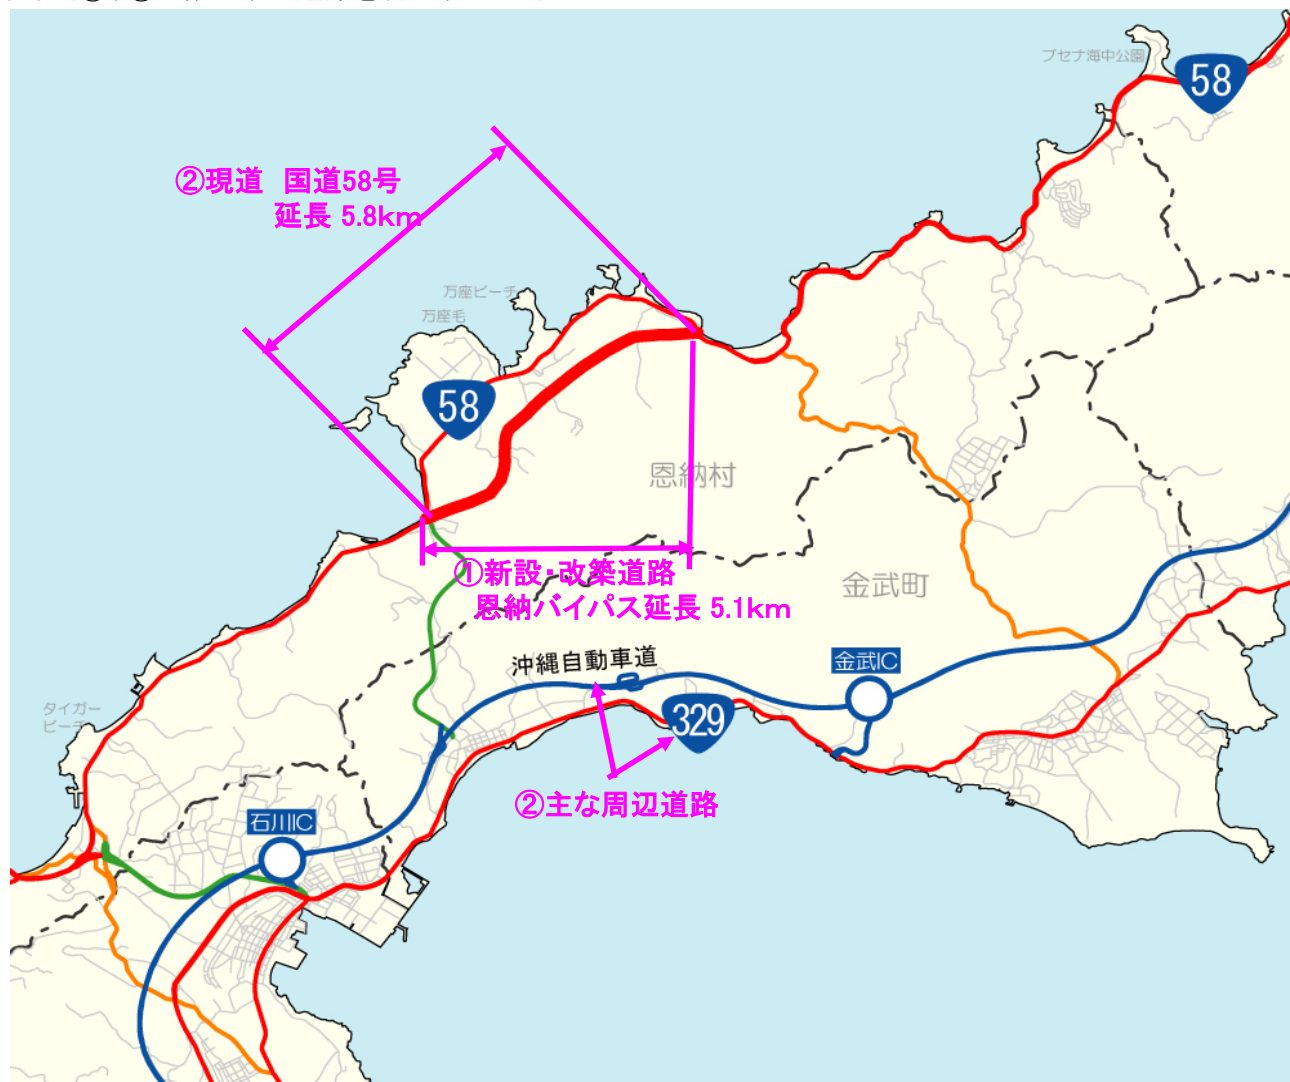 ブセナ海中公園
58
②現道 国道58号
延長 5.8km
万座ビーチ
万座毛
58
恩納村
①新設・改築道路
恩納バイパス延長 5.1km
金武町
沖縄自動車道
金武IC
タイガー
ビーチ
329
②主な周辺道路
石川IC